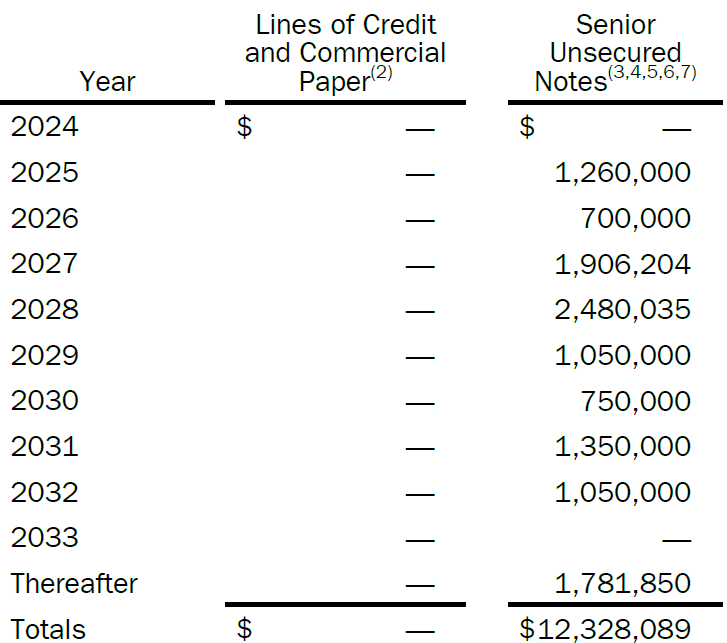 Lines of Credit
and Commercial
Paper(2)
Senior
Unsecured
Notes(3,4,5,6,7)
Year
2024 $ — $ —
2025 — 1,260,000
2026 — 700,000
2027 — 1,906,204
2028 — 2,480,035
2029 — 1,050,000
2030 — 750,000
2031 — 1,350,000
2032 — 1,050,000
2033 — —
Thereafter — 1,781,850
Totals $ — $12,328,089